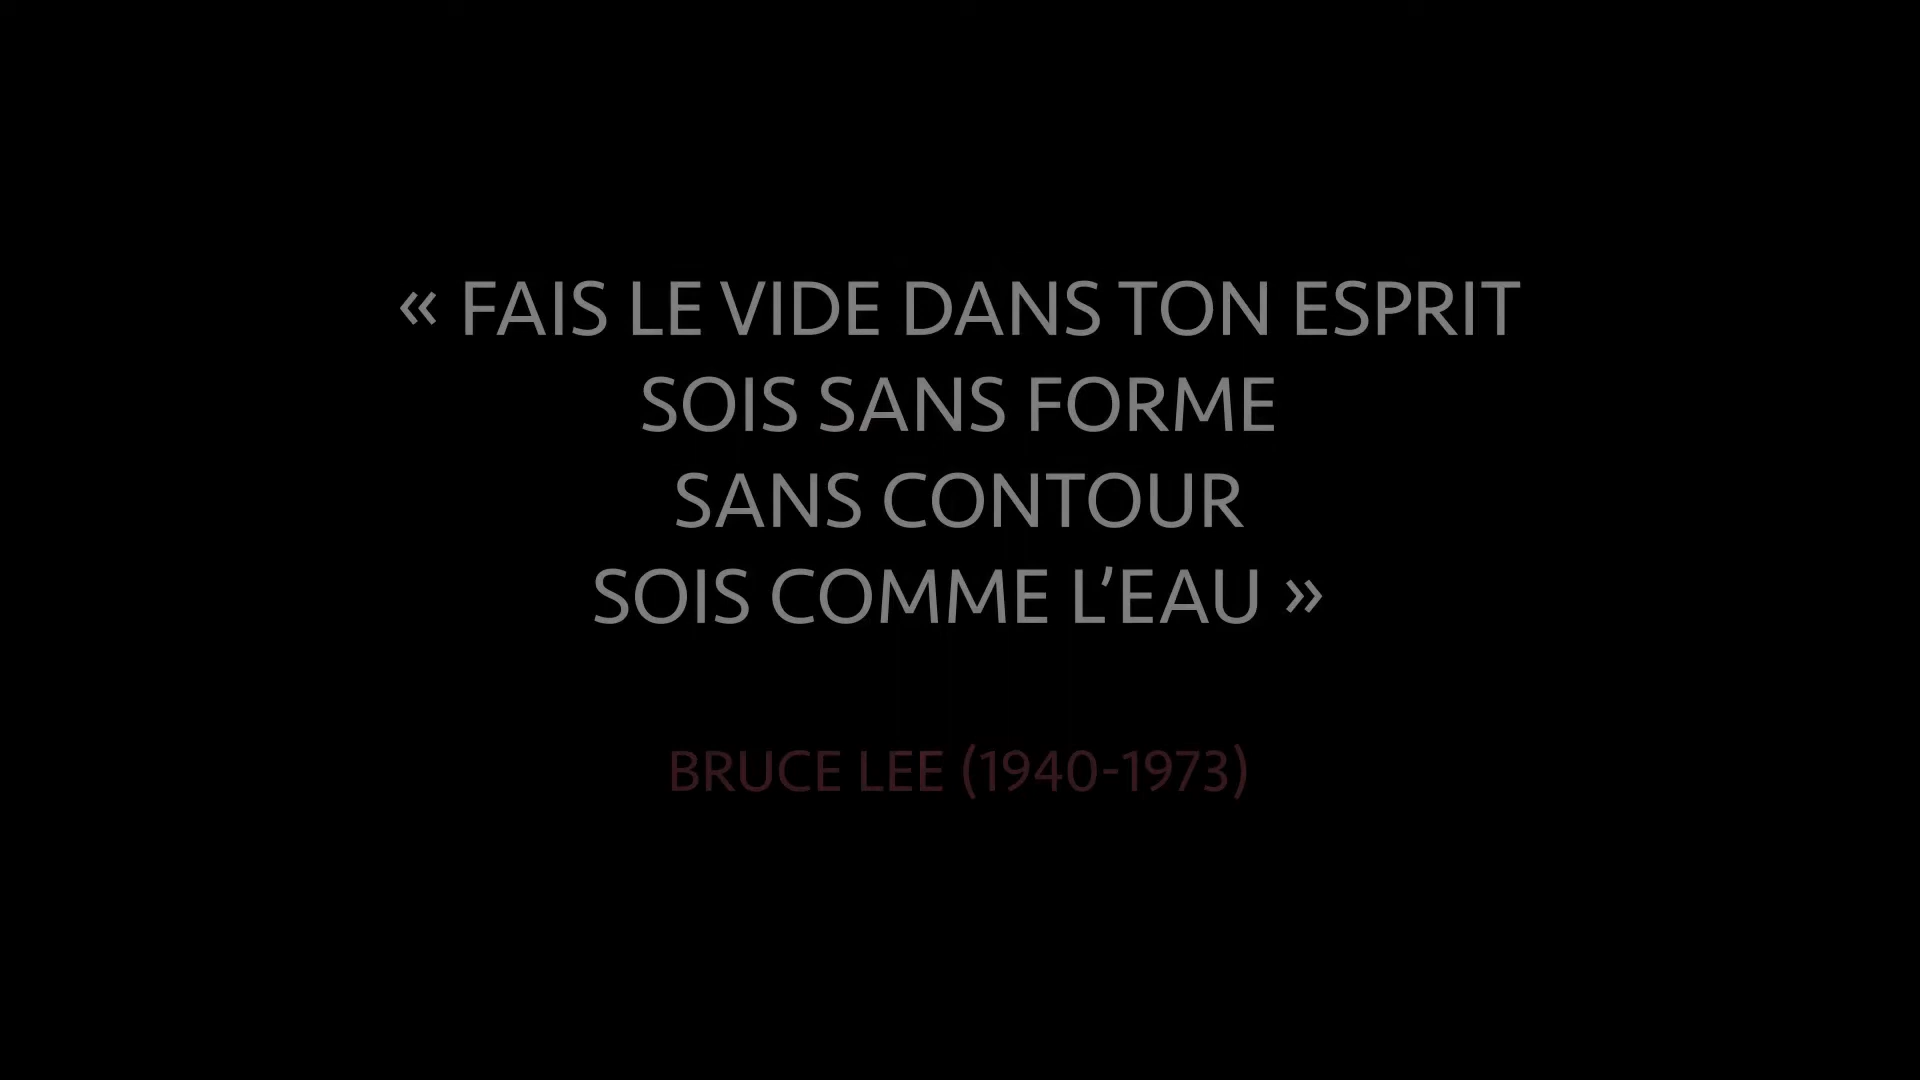 « FAIS LE VIDE DANS TON ESPRIT
SOIS SANS FORME
SANS CONTOUR
SOIS COMME L’EAU »
BRUCE LEE (1940-1973)